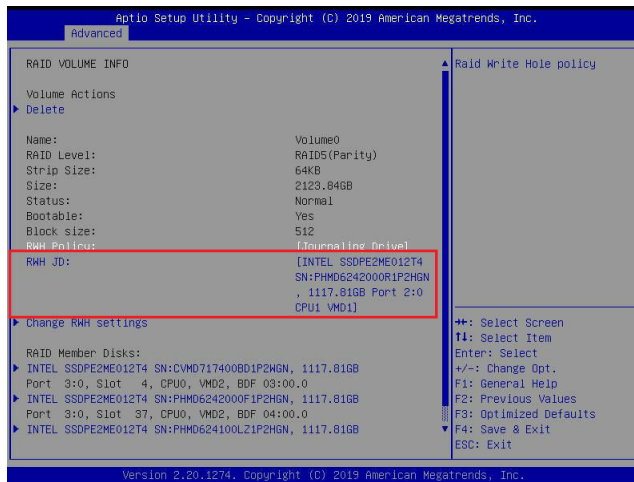 Aptio Setup Utility – Copyright (C) 2019 American Megatrends, Inc.
Advanced
RAID VOLUME INFO
Volume Actions
Delete
Name: Volume0
RAID Level: RAID5(Parity)
Strip Size: 64KB
Size: 2123.84GB
Status: Normal
Bootable: Yes
Block size: 512
RWH Policy: [Journaling Drive]
RWH JD: [INTEL SSDPE2ME012T4
SN:PHMD6242000R1P2HGN
, 1117.81GB Port 2:0
CPU1 VMD1]
Change RWH settings
RAID Member Disks:
INTEL SSDPE2ME012T4 SN:CVMD717400BD1P2WGN, 1117.81GB
Port 3:0, Slot 4, CPU0, VMD2, BDF 03:00.0
INTEL SSDPE2ME012T4 SN:PHMD6242000F1P2HGN, 1117.81GB
Port 3:0, Slot 37, CPU0, VMD2, BDF 04:00.0
INTEL SSDPE2ME012T4 SN:PHMD624100LZ1P2HGN, 1117.81GB
Raid Write Hole policy
→←: Select Screen
↑↓: Select Item
Enter: Select
+/-: Change Opt.
F1: General Help
F2: Previous Values
F3: Optimized Defaults
F4: Save & Exit
ESC: Exit
Version 2.20.1274. Copyright (C) 2019 American Megatrends, Inc.